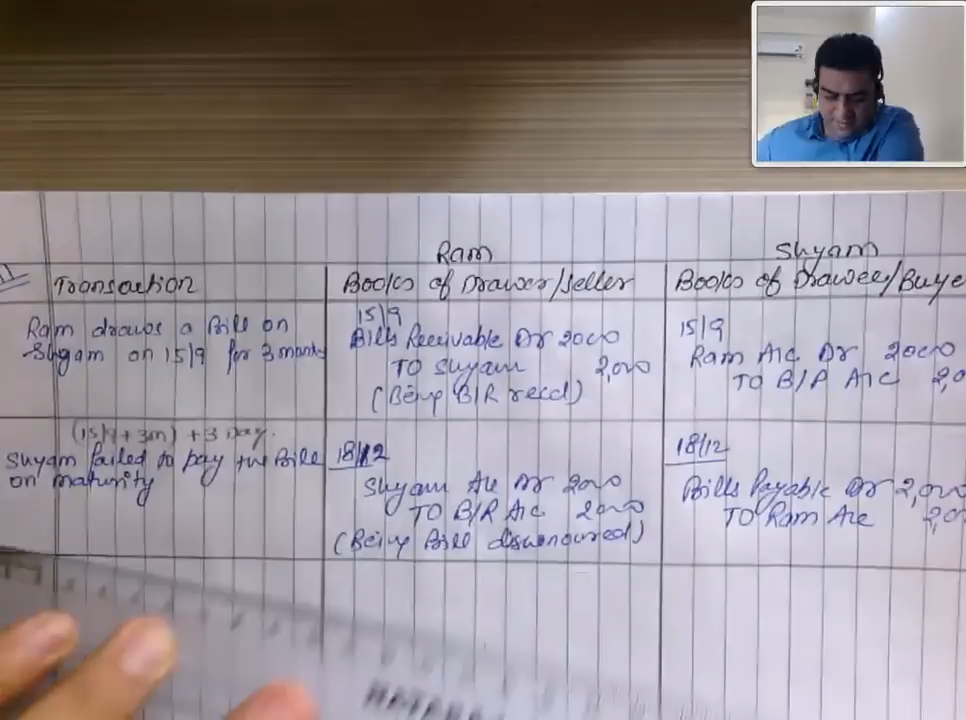 Ram
Shyam
Transaction
Books of Drawer/Seller
Books of Drawee/Buye
Ram draws a Bill on
Shyam on 15/9 for 3 months
15/9
Bills Receivable Dr 2000
To Shyam 2,000
(Being B/R recd)
15/9
Ram A/c Dr 2000
To B/P A/c 2,0
(15/9 + 3m) + 3 Day.
Shyam failed to pay the Bill
on maturity
18/12
Shyam A/c Dr 2000
To B/R A/c 2000
(Being Bill dishonoured)
18/12
Bills Payable Dr 2,000
To Ram A/c 2,0